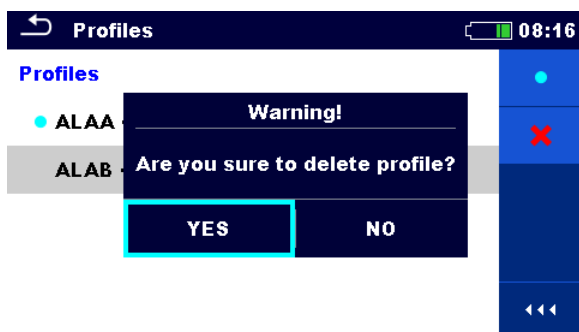 Profiles 08:16
Profiles
ALAA -
ALAB -
Warning!
Are you sure to delete profile?
YES NO